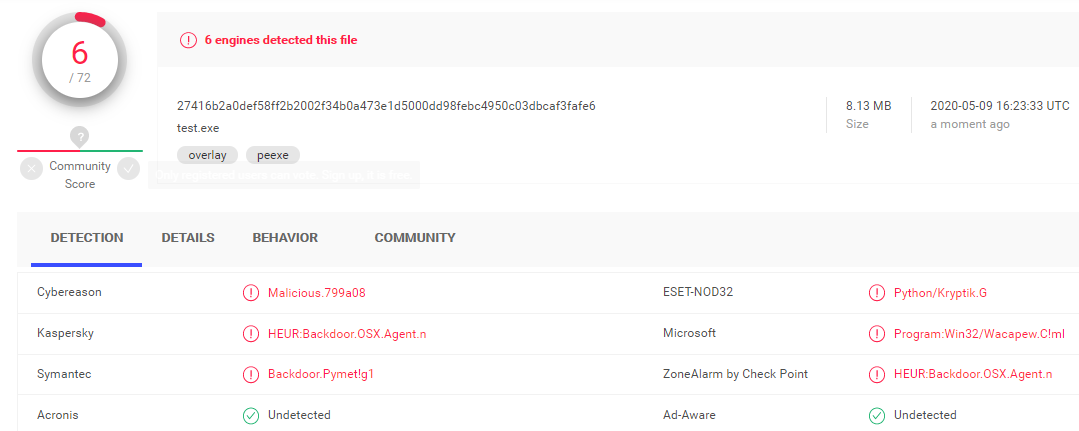 6
/ 72
?
Community
Score
6 engines detected this file
27416b2a0def58ff2b2002f34b0a473e1d5000dd98febc4950c03dbcaf3fafe6
test.exe
overlay peexe
8.13 MB
Size
2020-05-09 16:23:33 UTC
a moment ago
DETECTION DETAILS BEHAVIOR COMMUNITY
Cybereason Malicious.799a08 ESET-NOD32 Python/Kryptik.G
Kaspersky HEUR:Backdoor.OSX.Agent.n Microsoft Program:Win32/Wacapew.C!ml
Symantec Backdoor.Pymet!g1 ZoneAlarm by Check Point HEUR:Backdoor.OSX.Agent.n
Acronis Undetected Ad-Aware Undetected